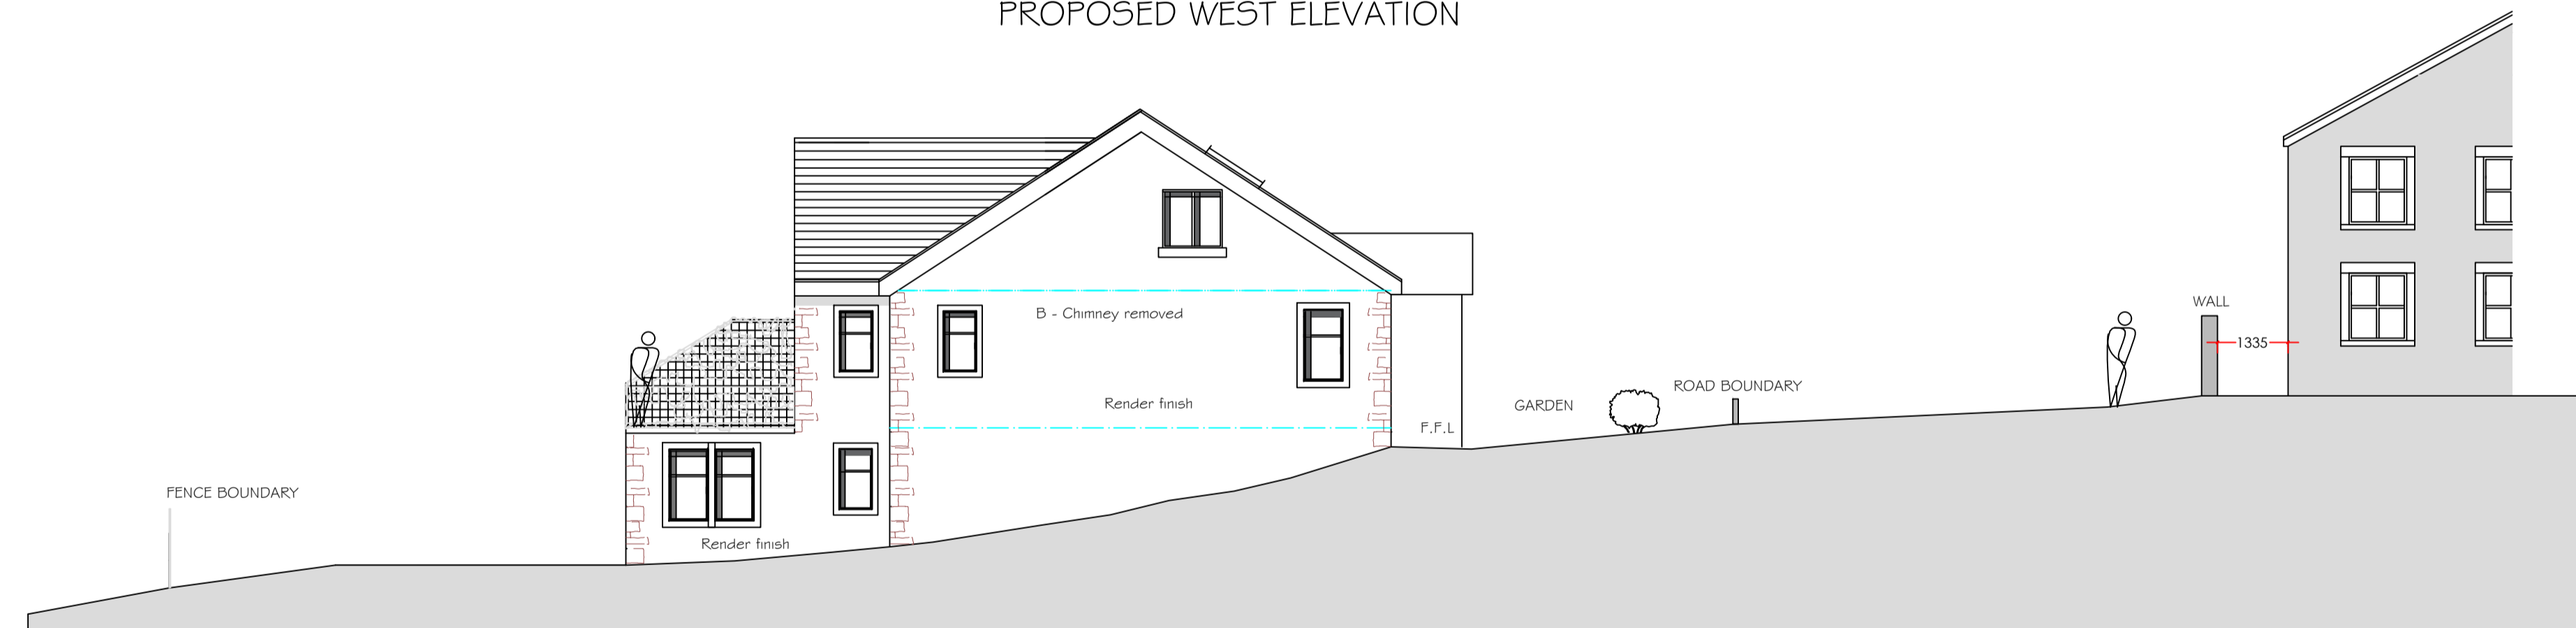 PROPOSED WEST ELEVATION
WALL
B - Chimney removed
1335
ROAD BOUNDARY
Render finish
GARDEN
F.F.L
FENCE BOUNDARY
Render finish